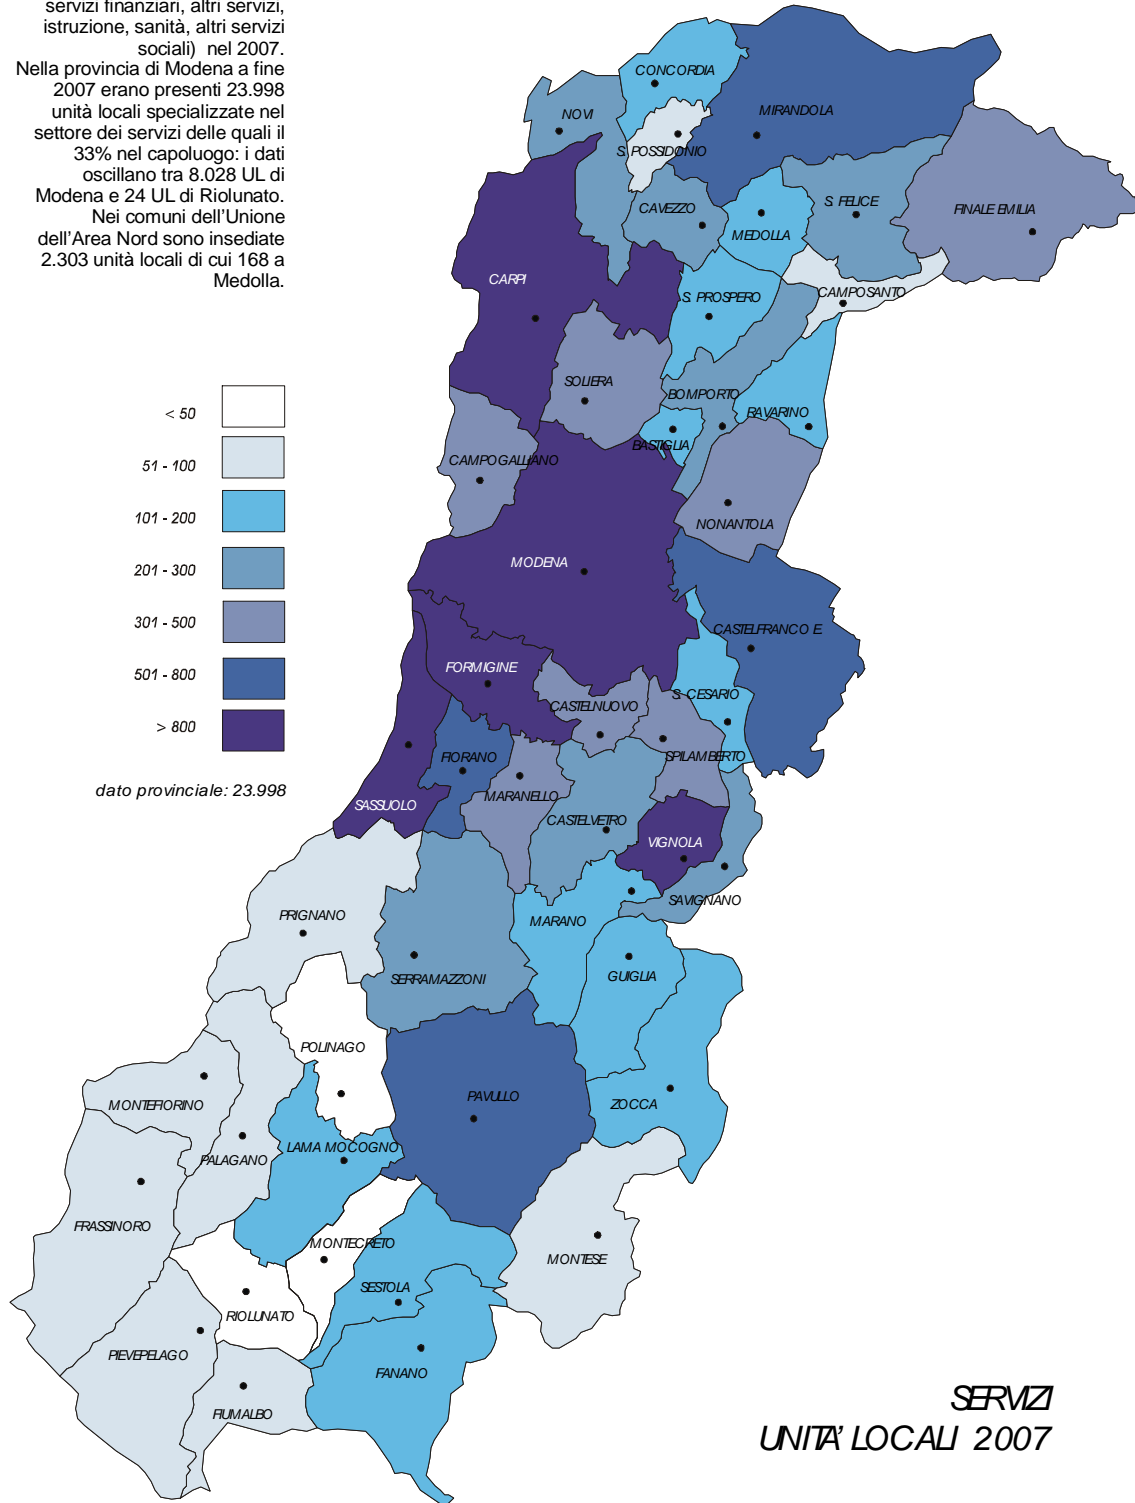 servizi finanziari, altri servizi,
istruzione, sanità, altri servizi
sociali) nel 2007.
Nella provincia di Modena a fine
2007 erano presenti 23.998
unità locali specializzate nel
settore dei servizi delle quali il
33% nel capoluogo: i dati
oscillano tra 8.028 UL di
Modena e 24 UL di Riolunato.
Nei comuni dell'Unione
dell'Area Nord sono insediate
2.303 unità locali di cui 168 a
Medolla.
CONCORDIA
NOVI
MIRANDOLA
S. POSSIDONIO
CAVEZZO
S. FELICE
FINALE EMILIA
MEDOLLA
CARPI
CAMPOSANTO
S. PROSPERO
SOLIERA
BOMPORTO
RAVARINO
BASTIGLIA
CAMPOGALLIANO
NONANTOLA
MODENA
CASTELFRANCO E.
FORMIGINE
S. CESARIO
CASTELNUOVO
FIORANO
SPILAMBERTO
MARANELLO
SASSUOLO
CASTELVETRO
VIGNOLA
SAVIGNANO
PRIGNANO
MARANO
SERRAMAZZONI
GUIGLIA
POLINAGO
PAVULLO
MONTEFIORINO
ZOCCA
LAMA MOCOGNO
PALAGANO
FRASSINORO
MONTECRETO
MONTESE
SESTOLA
RIOLUNATO
PIEVEPELAGO
FANANO
FIUMALBO
< 50
51 - 100
101 - 200
201 - 300
301 - 500
501 - 800
> 800
dato provinciale: 23.998
SERVIZI
UNITA' LOCALI 2007